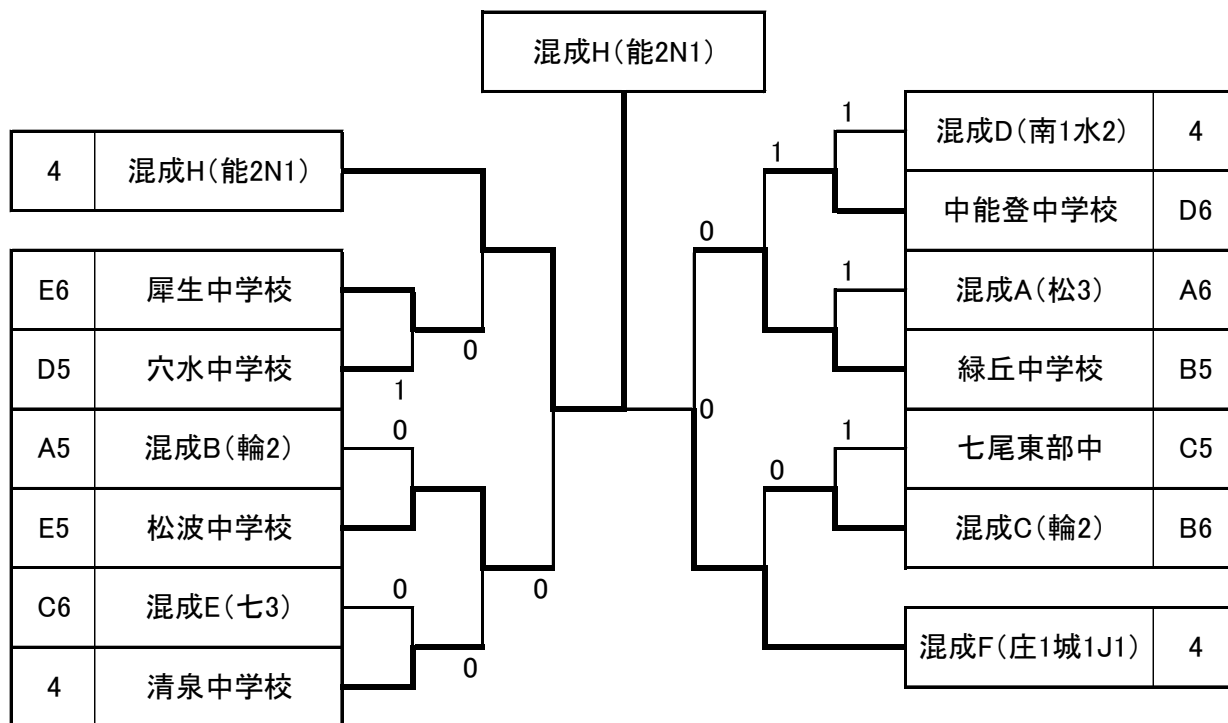 混成H(能2N1)
4 混成H(能2N1)
E6 犀生中学校
D5 穴水中学校
A5 混成B(輪2)
E5 松波中学校
C6 混成E(七3)
4 清泉中学校
0
1
0
0
0
0
1
1
0
1
0
1
0
混成D(南1水2) 4
中能登中学校 D6
混成A(松3) A6
緑丘中学校 B5
七尾東部中 C5
混成C(輪2) B6
混成F(庄1城1J1) 4